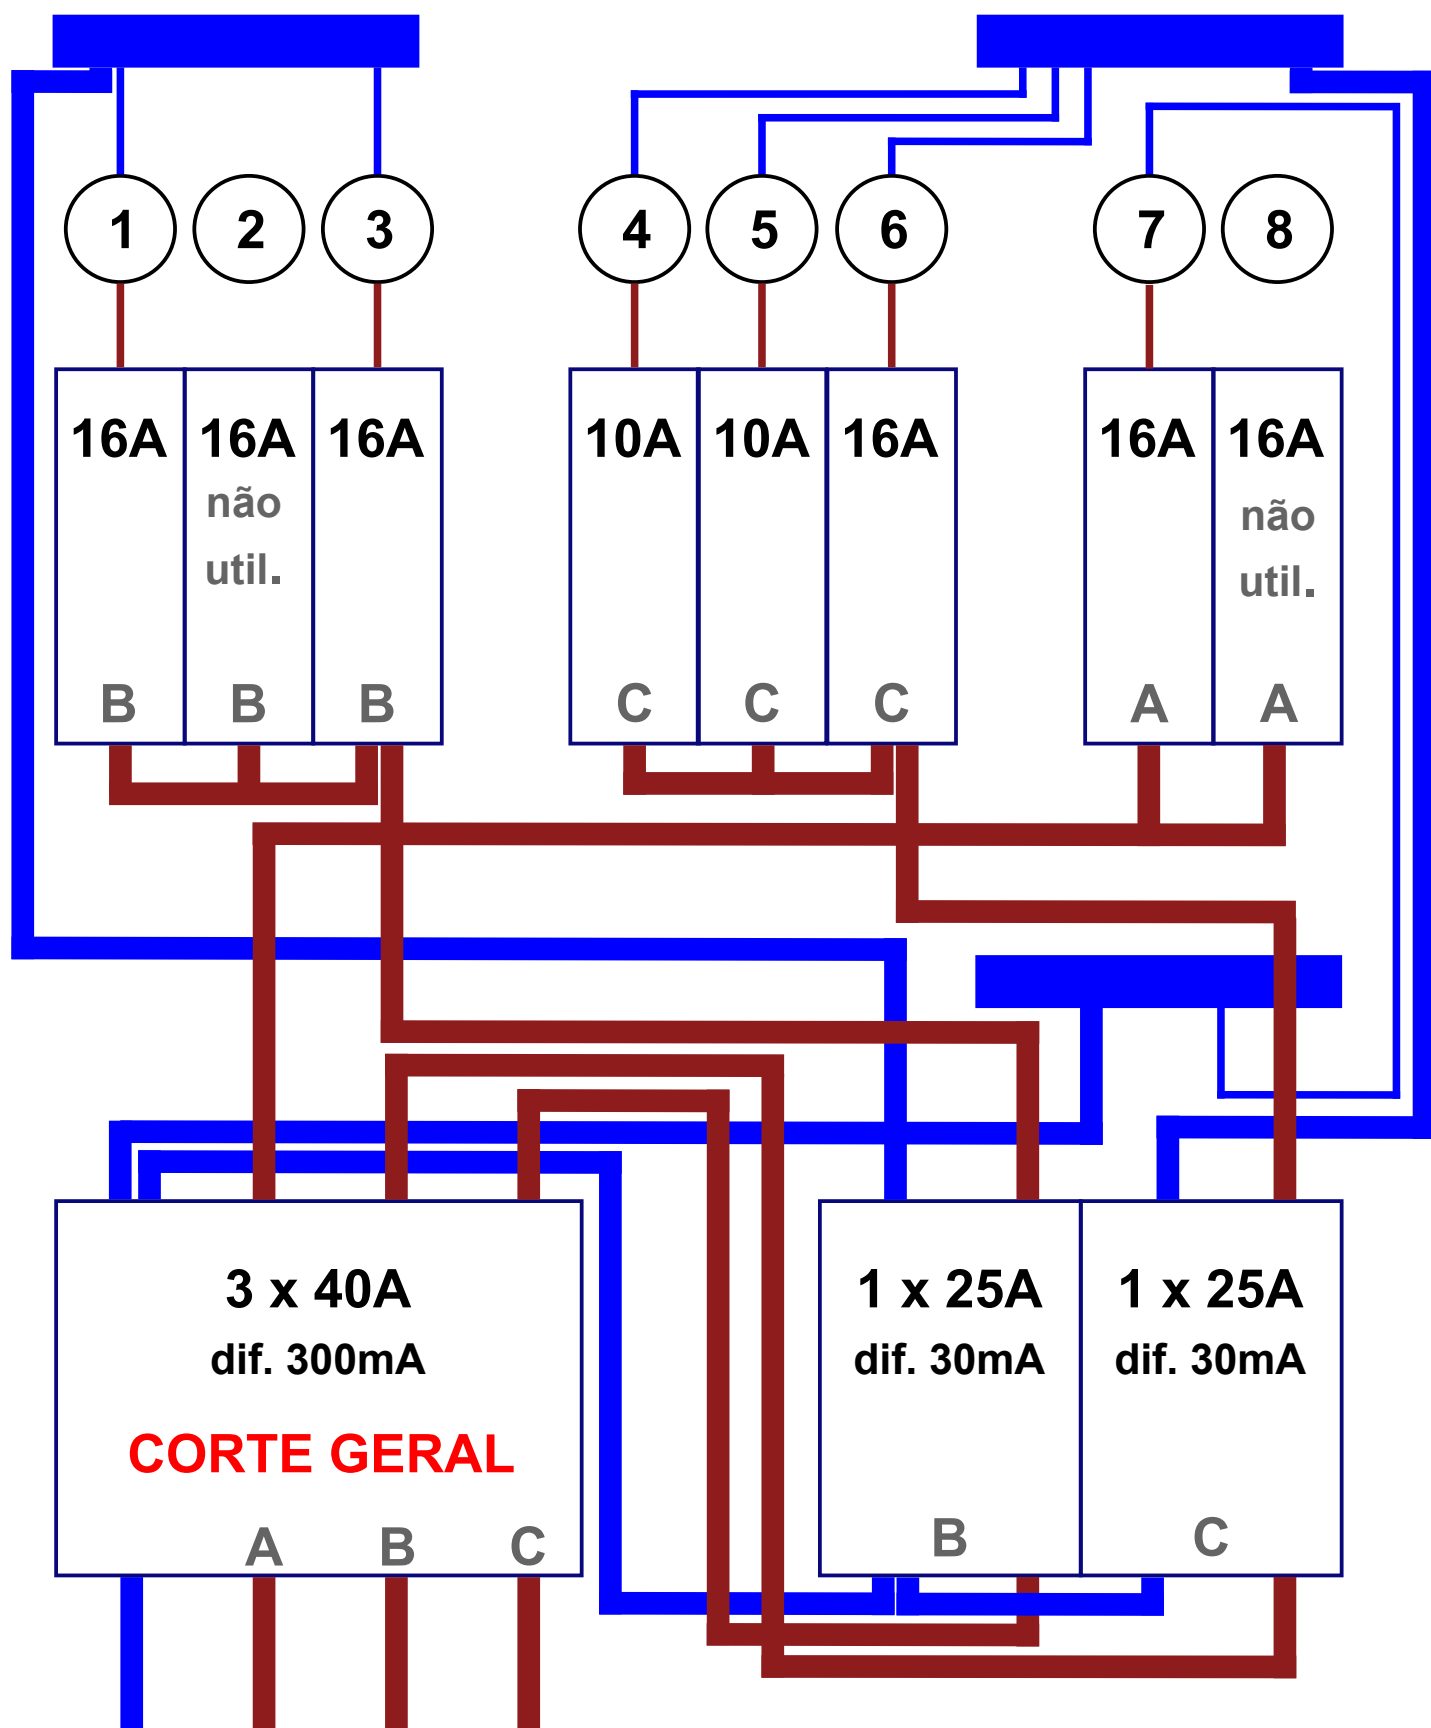 1 2 3 4 5 6 7 8
16A 16A 16A 10A 10A 16A 16A 16A
não não
util. util.
B B B C C C A A
3 x 40A 1 x 25A 1 x 25A
dif. 300mA dif. 30mA dif. 30mA
CORTE GERAL
A B C B C